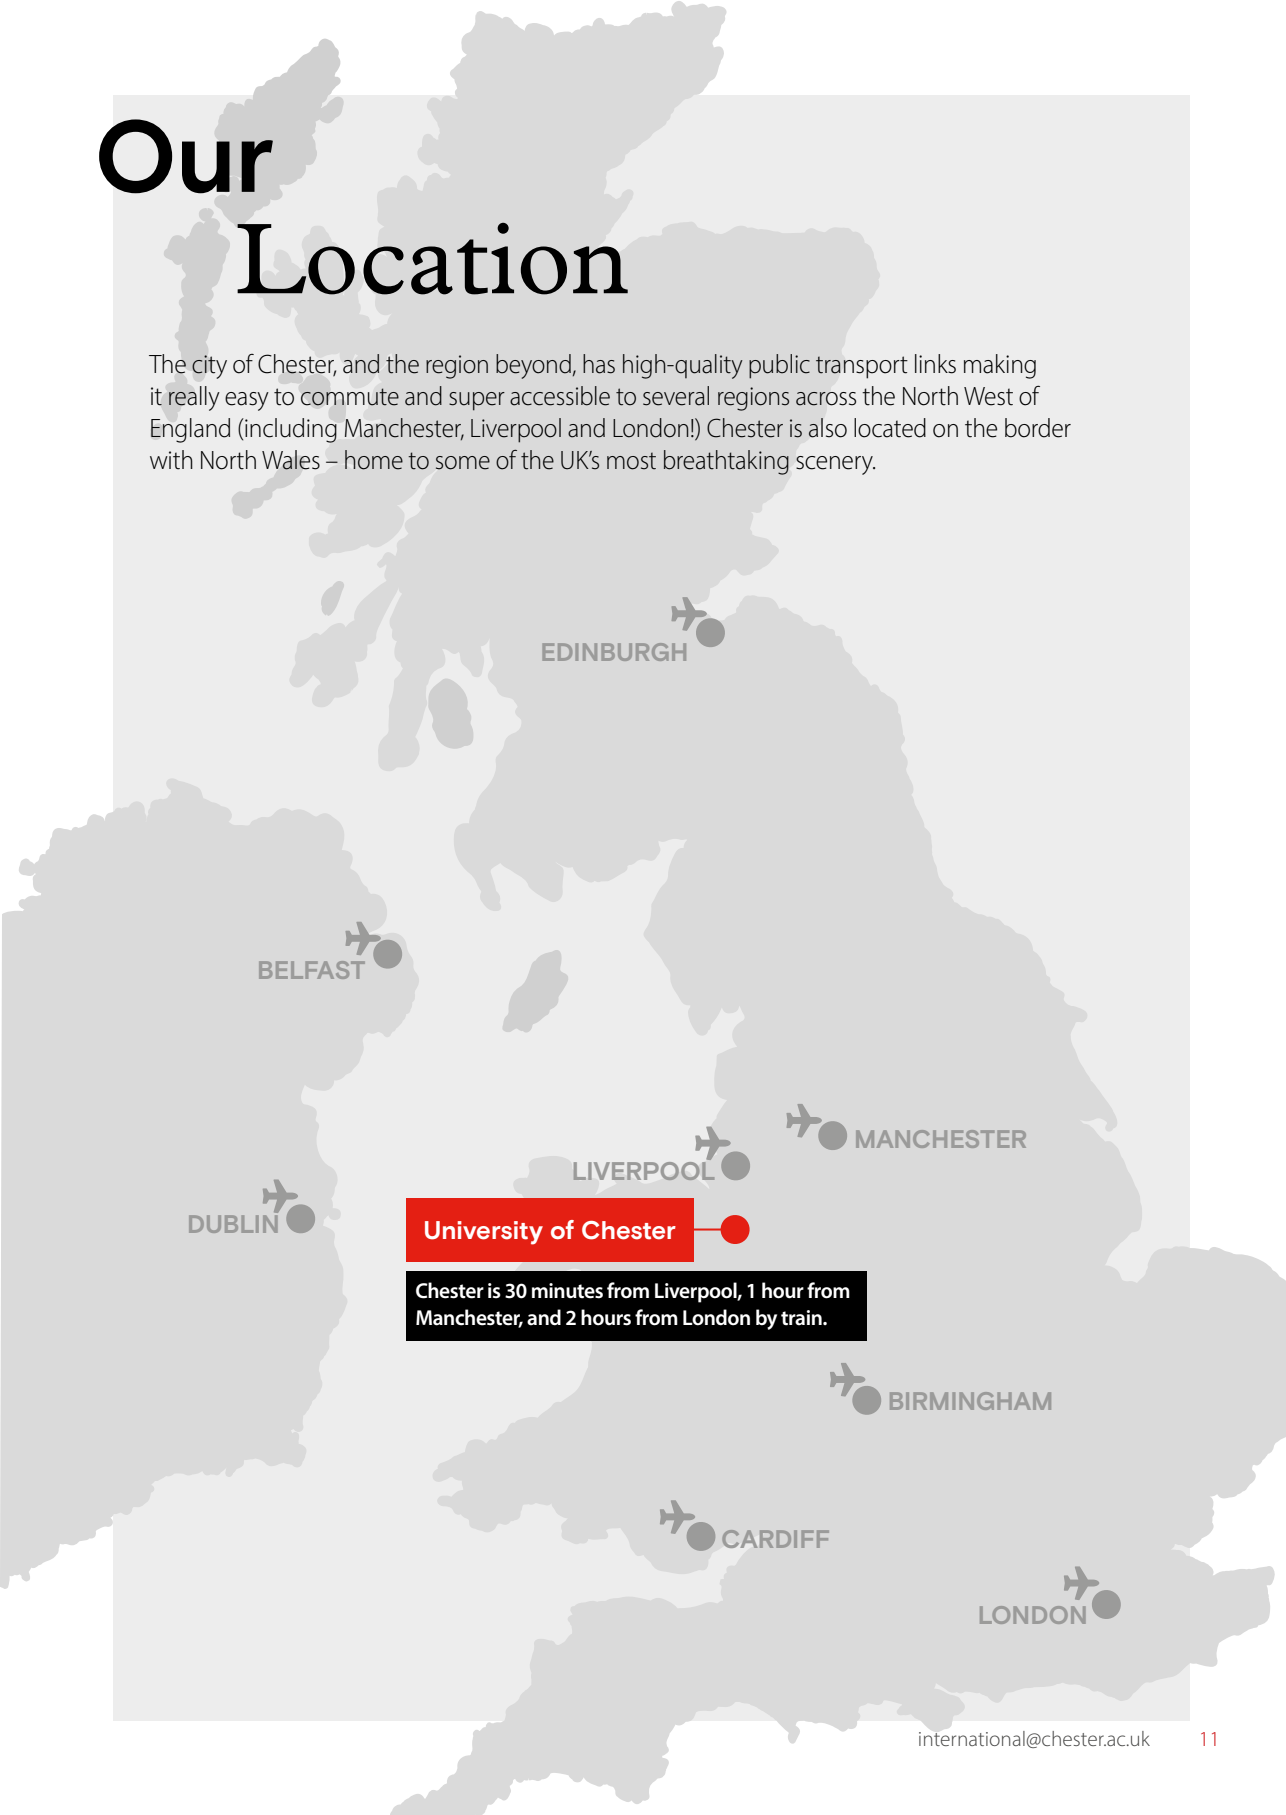 Our
Location
The city of Chester, and the region beyond, has high-quality public transport links making
it really easy to commute and super accessible to several regions across the North West of
England (including Manchester, Liverpool and London!) Chester is also located on the border
with North Wales – home to some of the UK’s most breathtaking scenery.
EDINBURGH
BELFAST
MANCHESTER
LIVERPOOL
DUBLIN
University of Chester
Chester is 30 minutes from Liverpool, 1 hour from
Manchester, and 2 hours from London by train.
BIRMINGHAM
CARDIFF
LONDON
international@chester.ac.uk 11